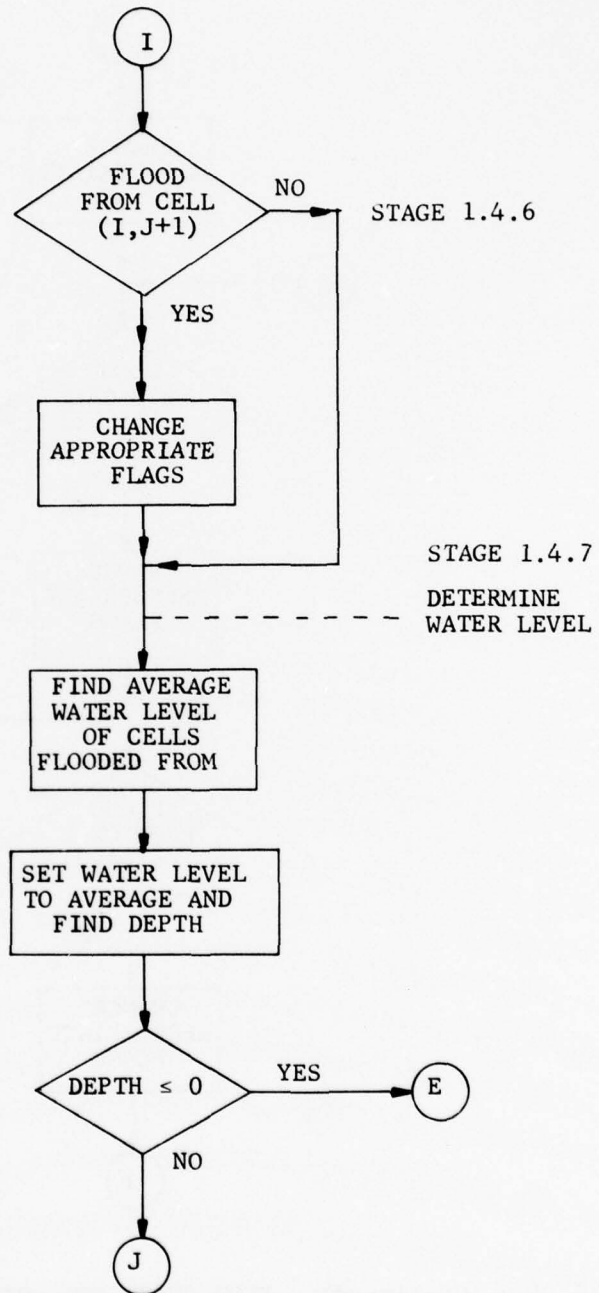 I
FLOOD
FROM CELL
(I,J+1)
NO
STAGE 1.4.6
YES
CHANGE
APPROPRIATE
FLAGS
STAGE 1.4.7
DETERMINE
WATER LEVEL
FIND AVERAGE
WATER LEVEL
OF CELLS
FLOODED FROM
SET WATER LEVEL
TO AVERAGE AND
FIND DEPTH
DEPTH ≤ 0
YES
E
NO
J